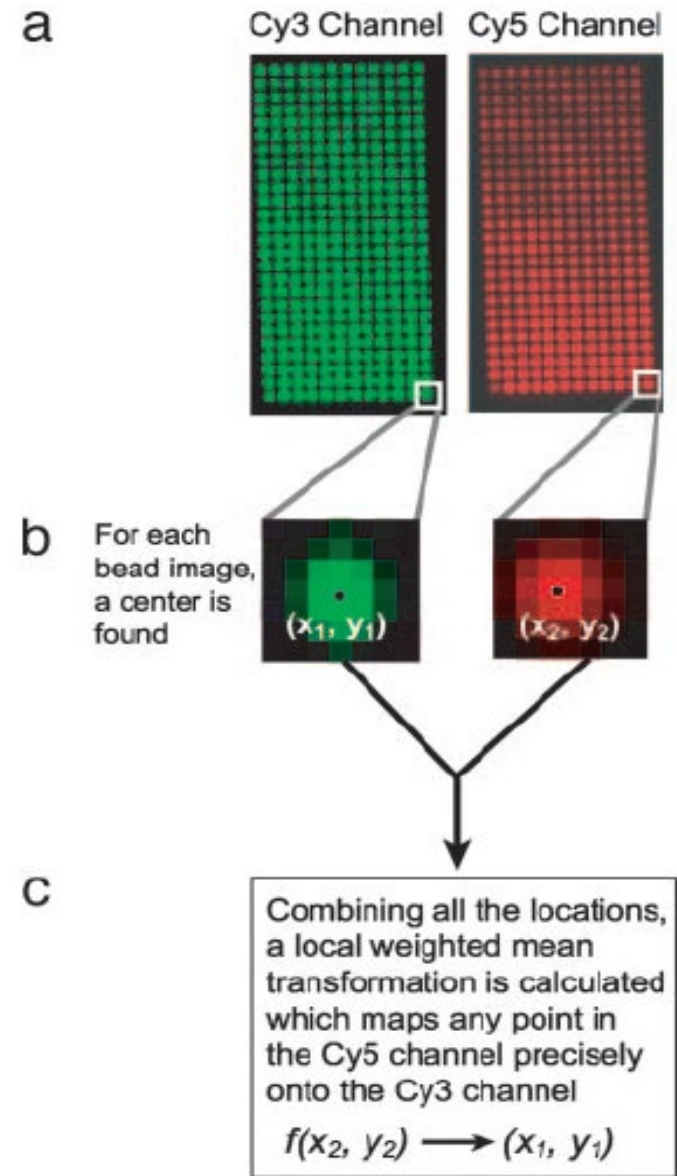 a
Cy3 Channel Cy5 Channel
b
For each
bead image,
a center is
found
(x₁, y₁)
(x₂, y₂)
c
Combining all the locations,
a local weighted mean
transformation is calculated
which maps any point in
the Cy5 channel precisely
onto the Cy3 channel
f(x₂, y₂) ⟶ (x₁, y₁)